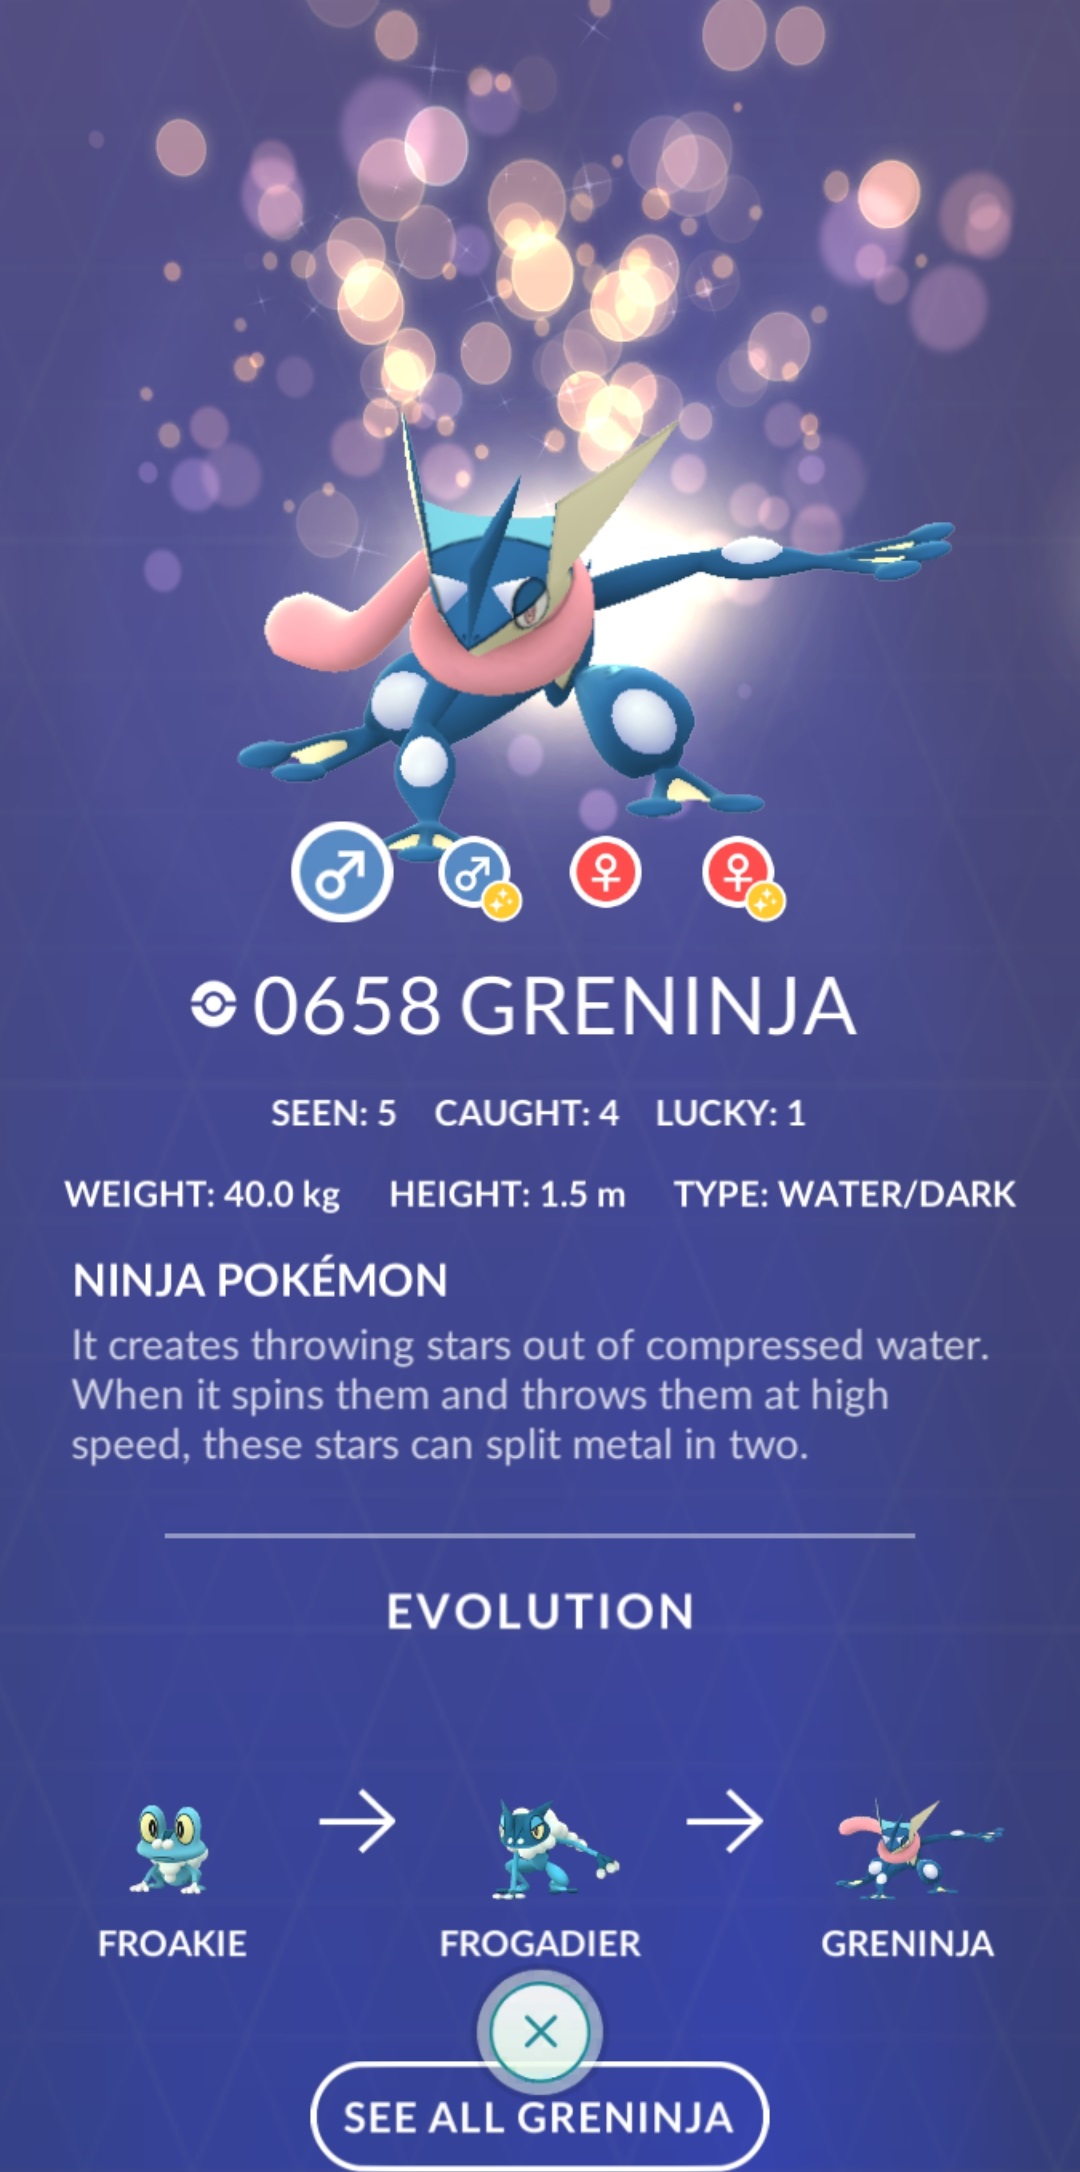 0658 GRENINJA
SEEN: 5 CAUGHT: 4 LUCKY: 1
WEIGHT: 40.0 kg HEIGHT: 1.5 m TYPE: WATER/DARK
NINJA POKÉMON
It creates throwing stars out of compressed water.
When it spins them and throws them at high
speed, these stars can split metal in two.
EVOLUTION
FROAKIE FROGADIER GRENINJA
SEE ALL GRENINJA